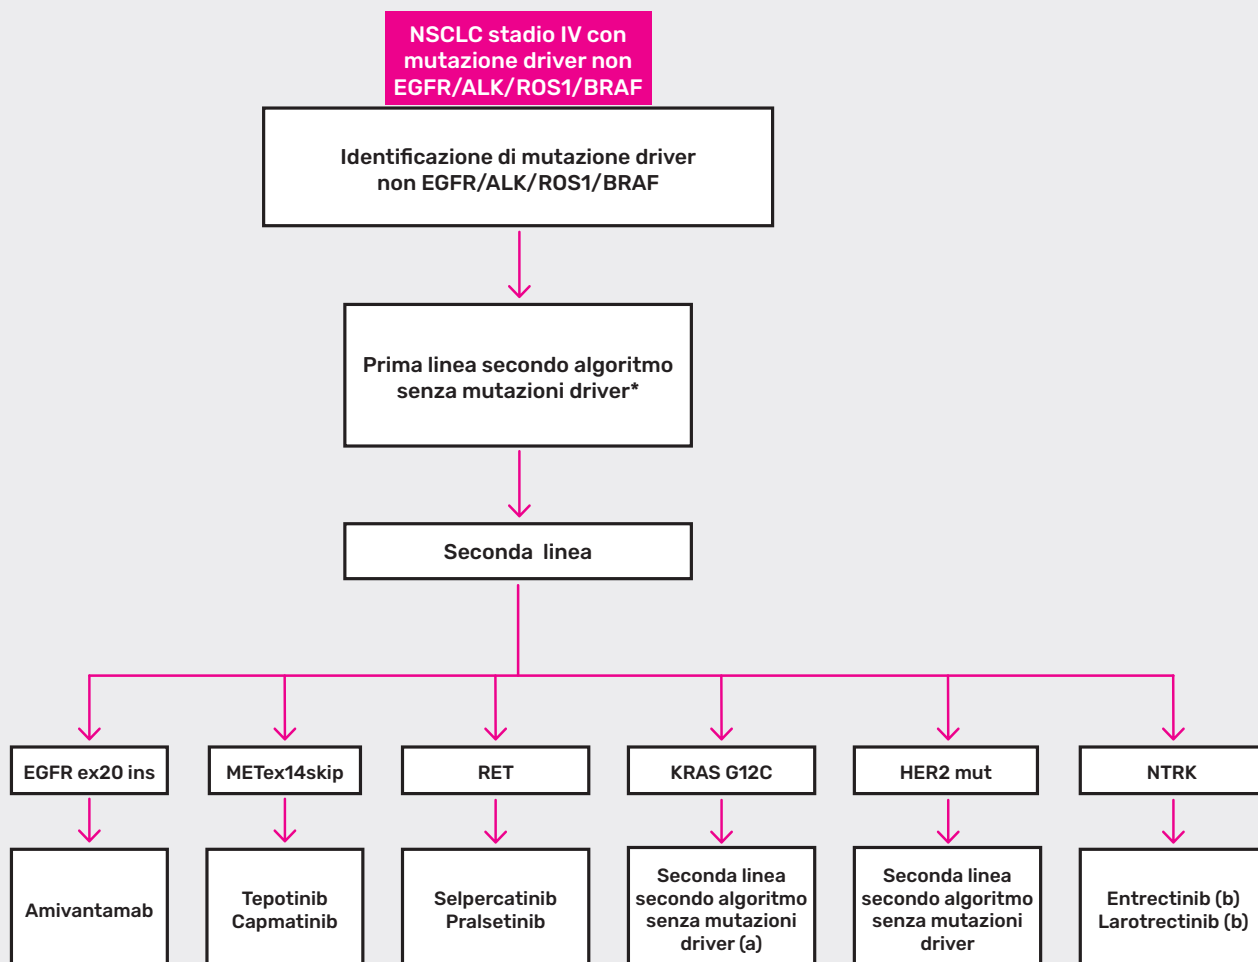 NSCLC stadio IV con
mutazione driver non
EGFR/ALK/ROS1/BRAF
Identificazione di mutazione driver
non EGFR/ALK/ROS1/BRAF
Prima linea secondo algoritmo
senza mutazioni driver*
Seconda linea
EGFR ex20 ins
METex14skip
RET
KRAS G12C
HER2 mut
NTRK
Amivantamab
Tepotinib
Capmatinib
Selpercatinib
Pralsetinib
Seconda linea
secondo algoritmo
senza mutazioni
driver (a)
Seconda linea
secondo algoritmo
senza mutazioni
driver
Entrectinib (b)
Larotrectinib (b)